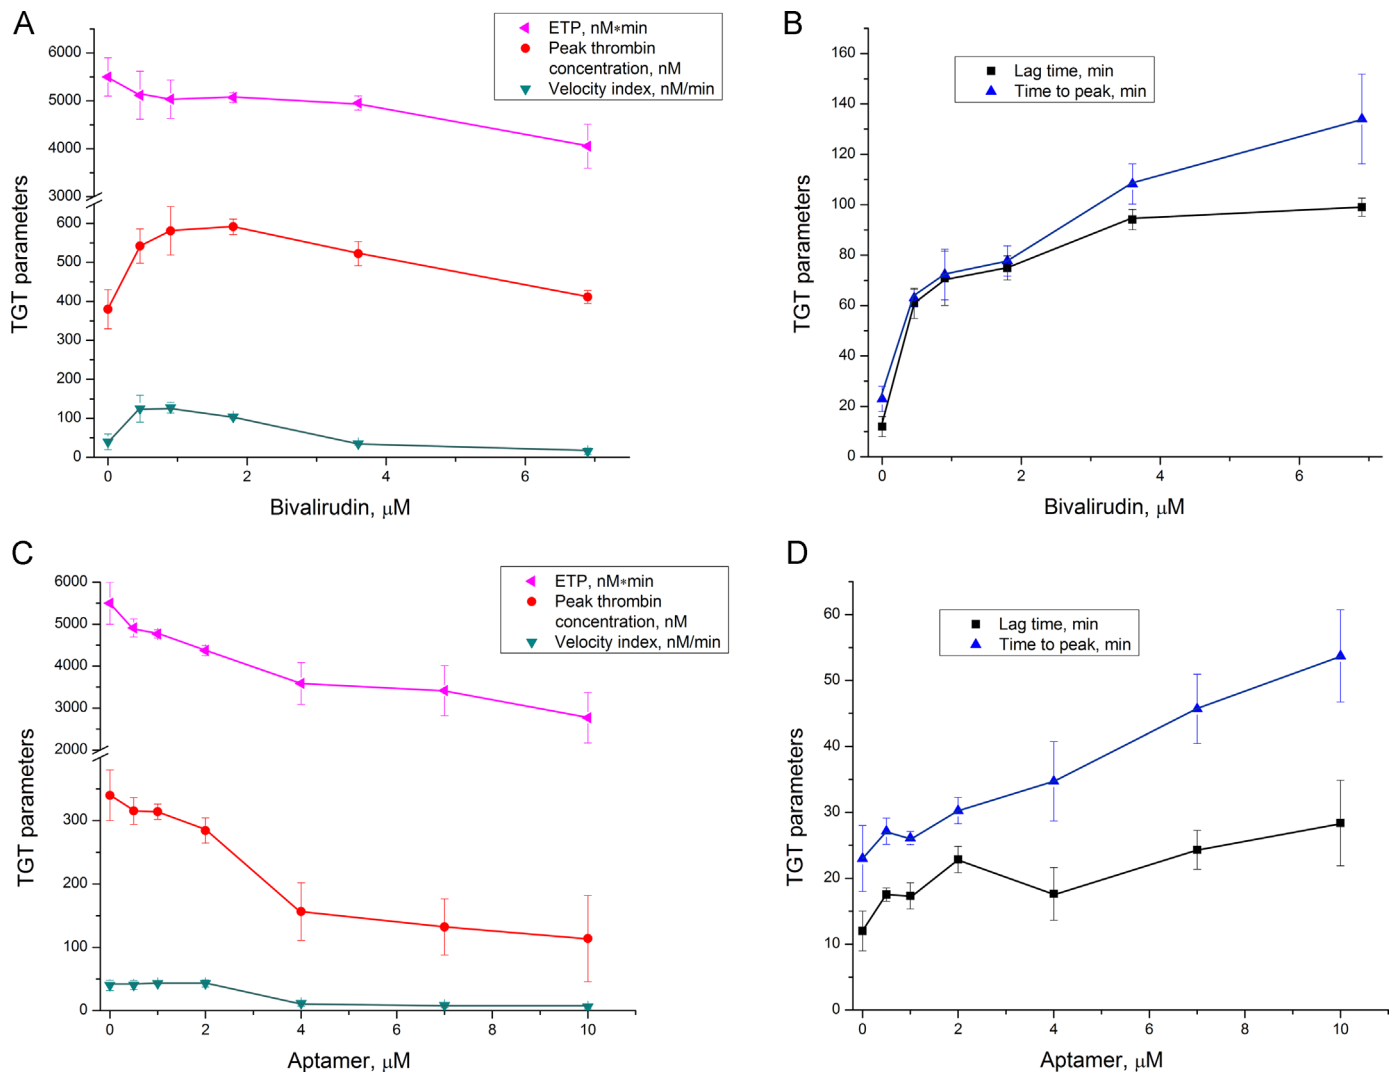 A
ETP, nM*min
Peak thrombin
concentration, nM
Velocity index, nM/min
6000
5000
4000
3000
600
500
400
300
200
100
0
TGT parameters
0
2
4
6
Bivalirudin, μM
B
Lag time, min
Time to peak, min
160
140
120
100
80
60
40
20
0
TGT parameters
0
2
4
6
Bivalirudin, μM
C
ETP, nM*min
Peak thrombin
concentration, nM
Velocity index, nM/min
6000
5000
4000
3000
2000
300
200
100
0
TGT parameters
0
2
4
6
8
10
Aptamer, μM
D
Lag time, min
Time to peak, min
60
50
40
30
20
10
0
TGT parameters
0
2
4
6
8
10
Aptamer, μM